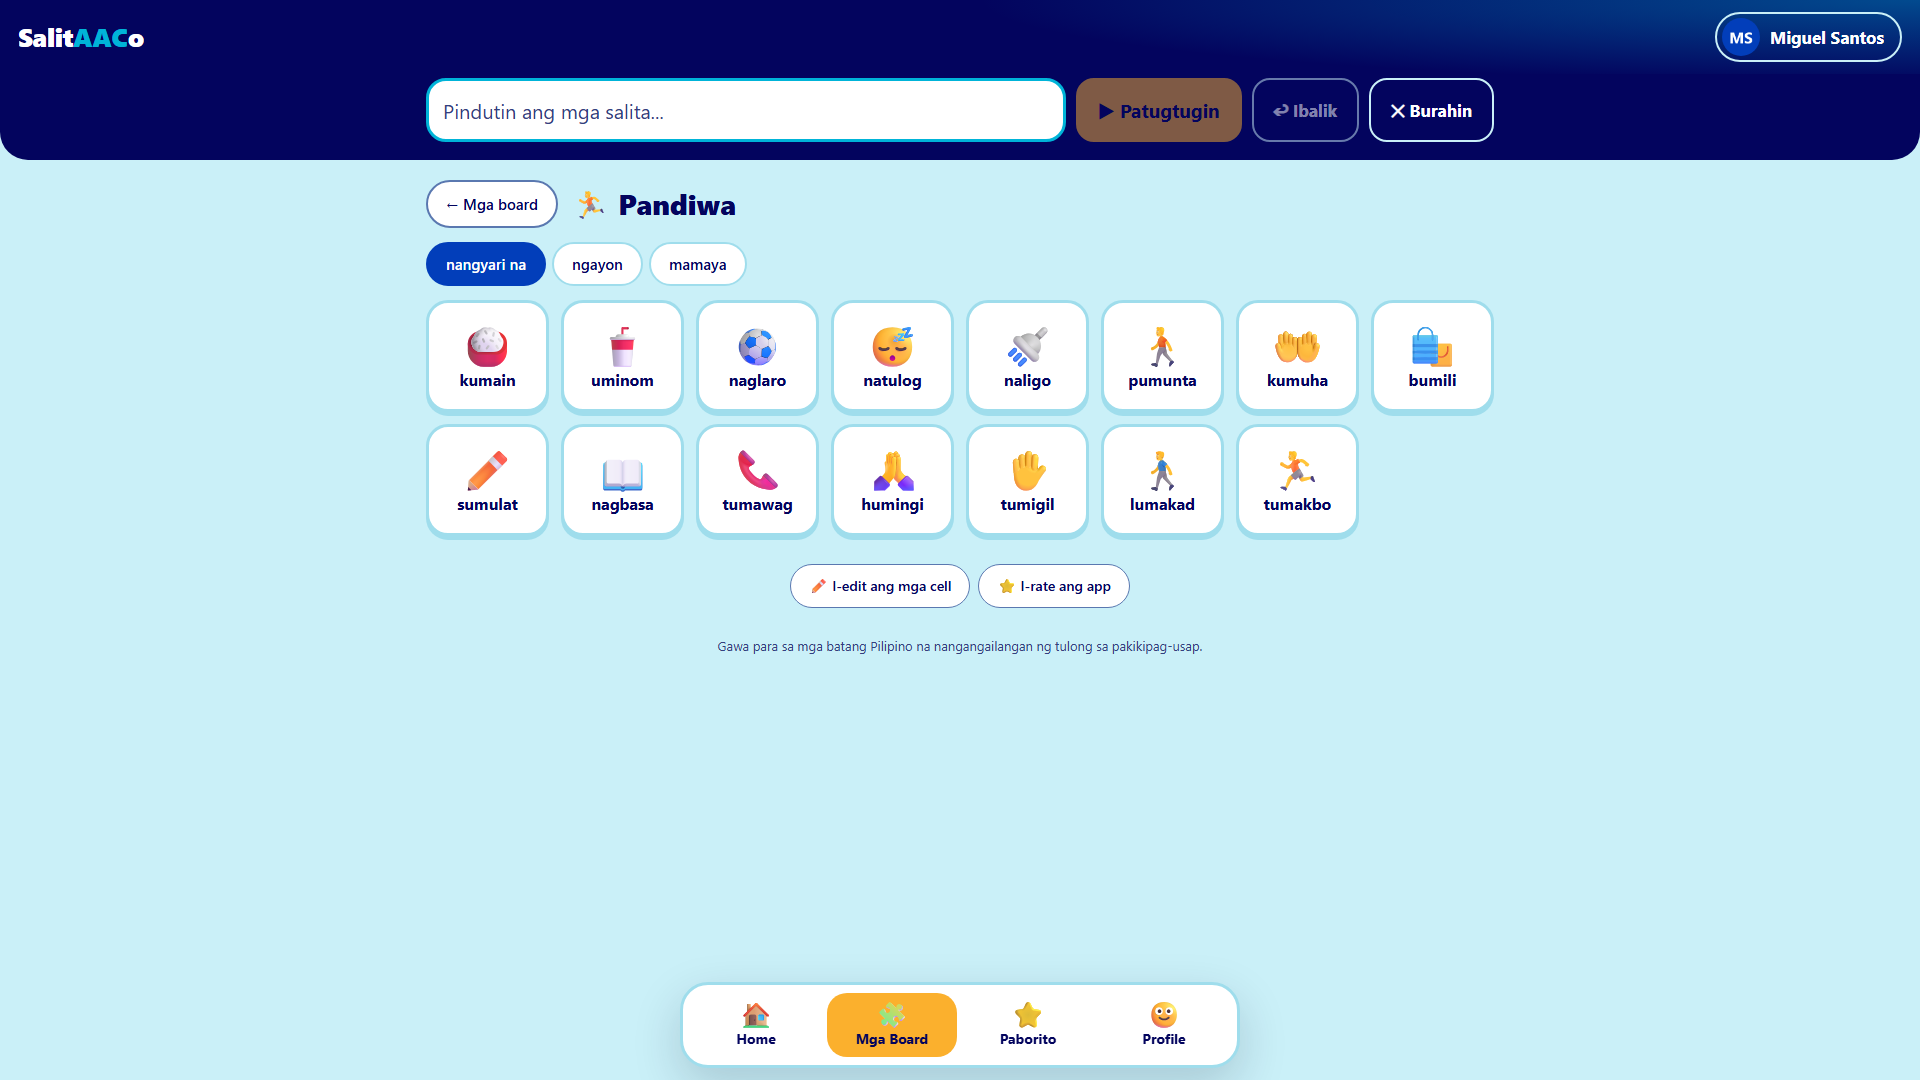 SalitAACo
MS Miguel Santos
Pindutin ang mga salita...
▶ Patugtugin
↩ Ibalik
✕ Burahin
← Mga board
Pandiwa
nangyari na
ngayon
mamaya
kumain
uminom
naglaro
natulog
naligo
pumunta
kumuha
bumili
sumulat
nagbasa
tumawag
humingi
tumigil
lumakad
tumakbo
I-edit ang mga cell
I-rate ang app
Gawa para sa mga batang Pilipino na nangangailangan ng tulong sa pakikipag-usap.
Home
Mga Board
Paborito
Profile